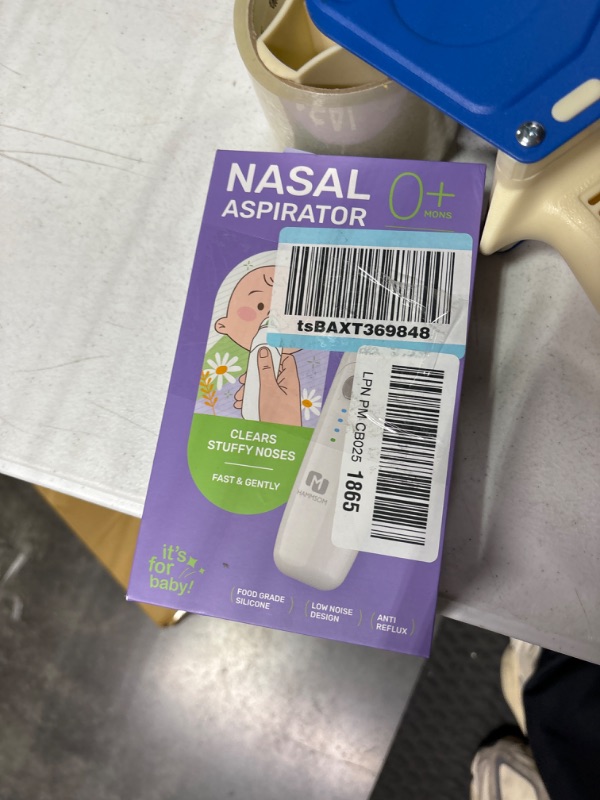 NASAL
ASPIRATOR
0+
MONS
tsBAXT369848
LPN PM CB025 1865
CLEARS
STUFFY NOSES
FAST & GENTLY
it's
for
baby!
FOOD GRADE
SILICONE
LOW NOISE
DESIGN
ANTI
REFLUX